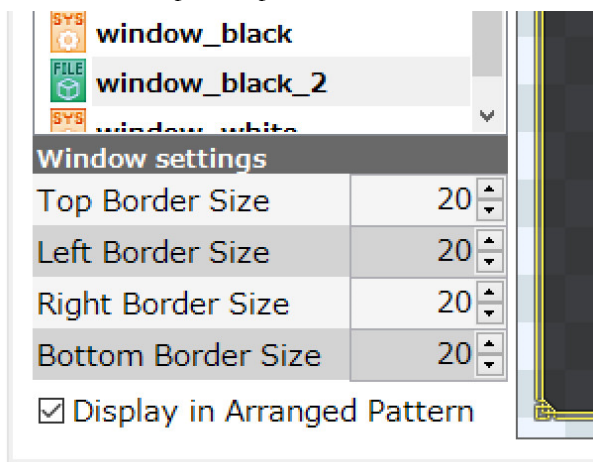 SYS
window_black
FILE
window_black_2
SYS
window_white
Window settings
Top Border Size 20
Left Border Size 20
Right Border Size 20
Bottom Border Size 20
Display in Arranged Pattern